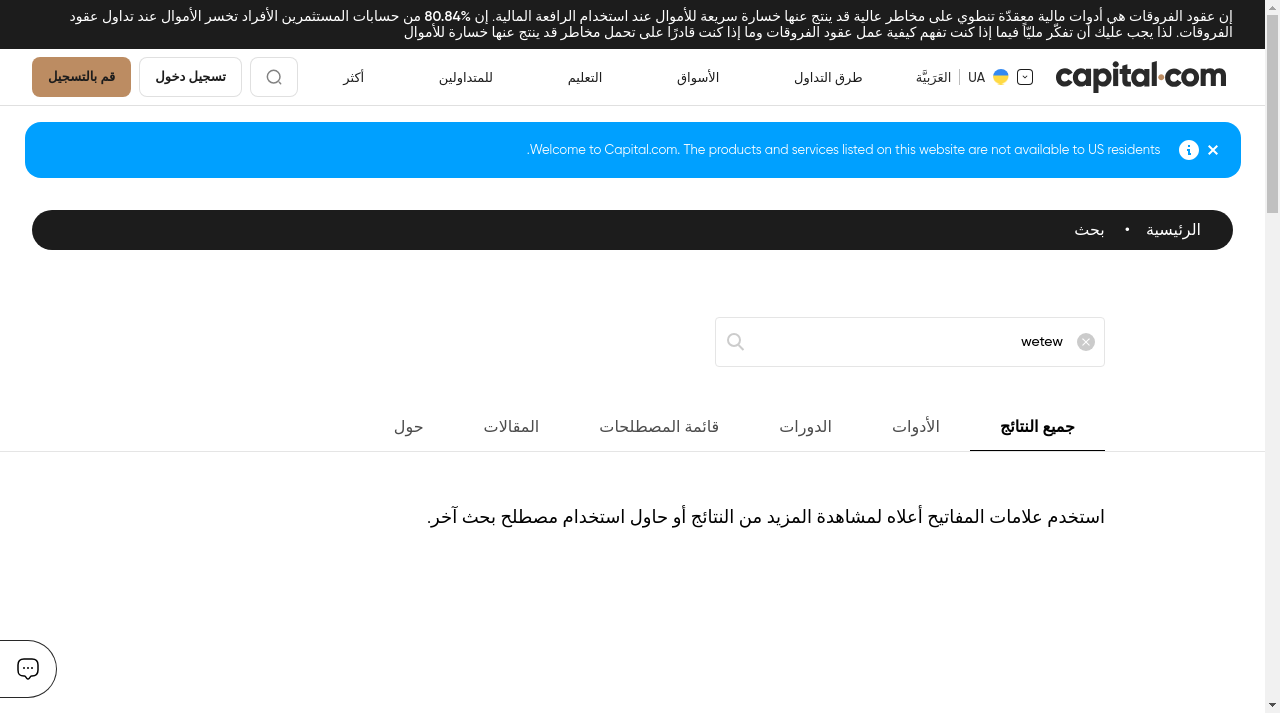 إن عقود الفروقات هي أدوات مالية معقدّة تنطوي على مخاطر عالية قد ينتج عنها خسارة سريعة للأموال عند استخدام الرافعة المالية. إن 80.84% من حسابات المستثمرين الأفراد تخسر الأموال عند تداول عقود
الفروقات. لذا يجب عليك أن تفكّر مليّاً فيما إذا كنت تفهم كيفية عمل عقود الفروقات وما إذا كنت قادرًا على تحمل مخاطر قد ينتج عنها خسارة للأموال
capital.com
UA العَرَبيَّة
طرق التداول
الأسواق
التعليم
للمتداولين
أكثر
تسجيل دخول
قم بالتسجيل
Welcome to Capital.com. The products and services listed on this website are not available to US residents.
الرئيسية • بحث
wetew
جميع النتائج
الأدوات
الدورات
قائمة المصطلحات
المقالات
حول
استخدم علامات المفاتيح أعلاه لمشاهدة المزيد من النتائج أو حاول استخدام مصطلح بحث آخر.